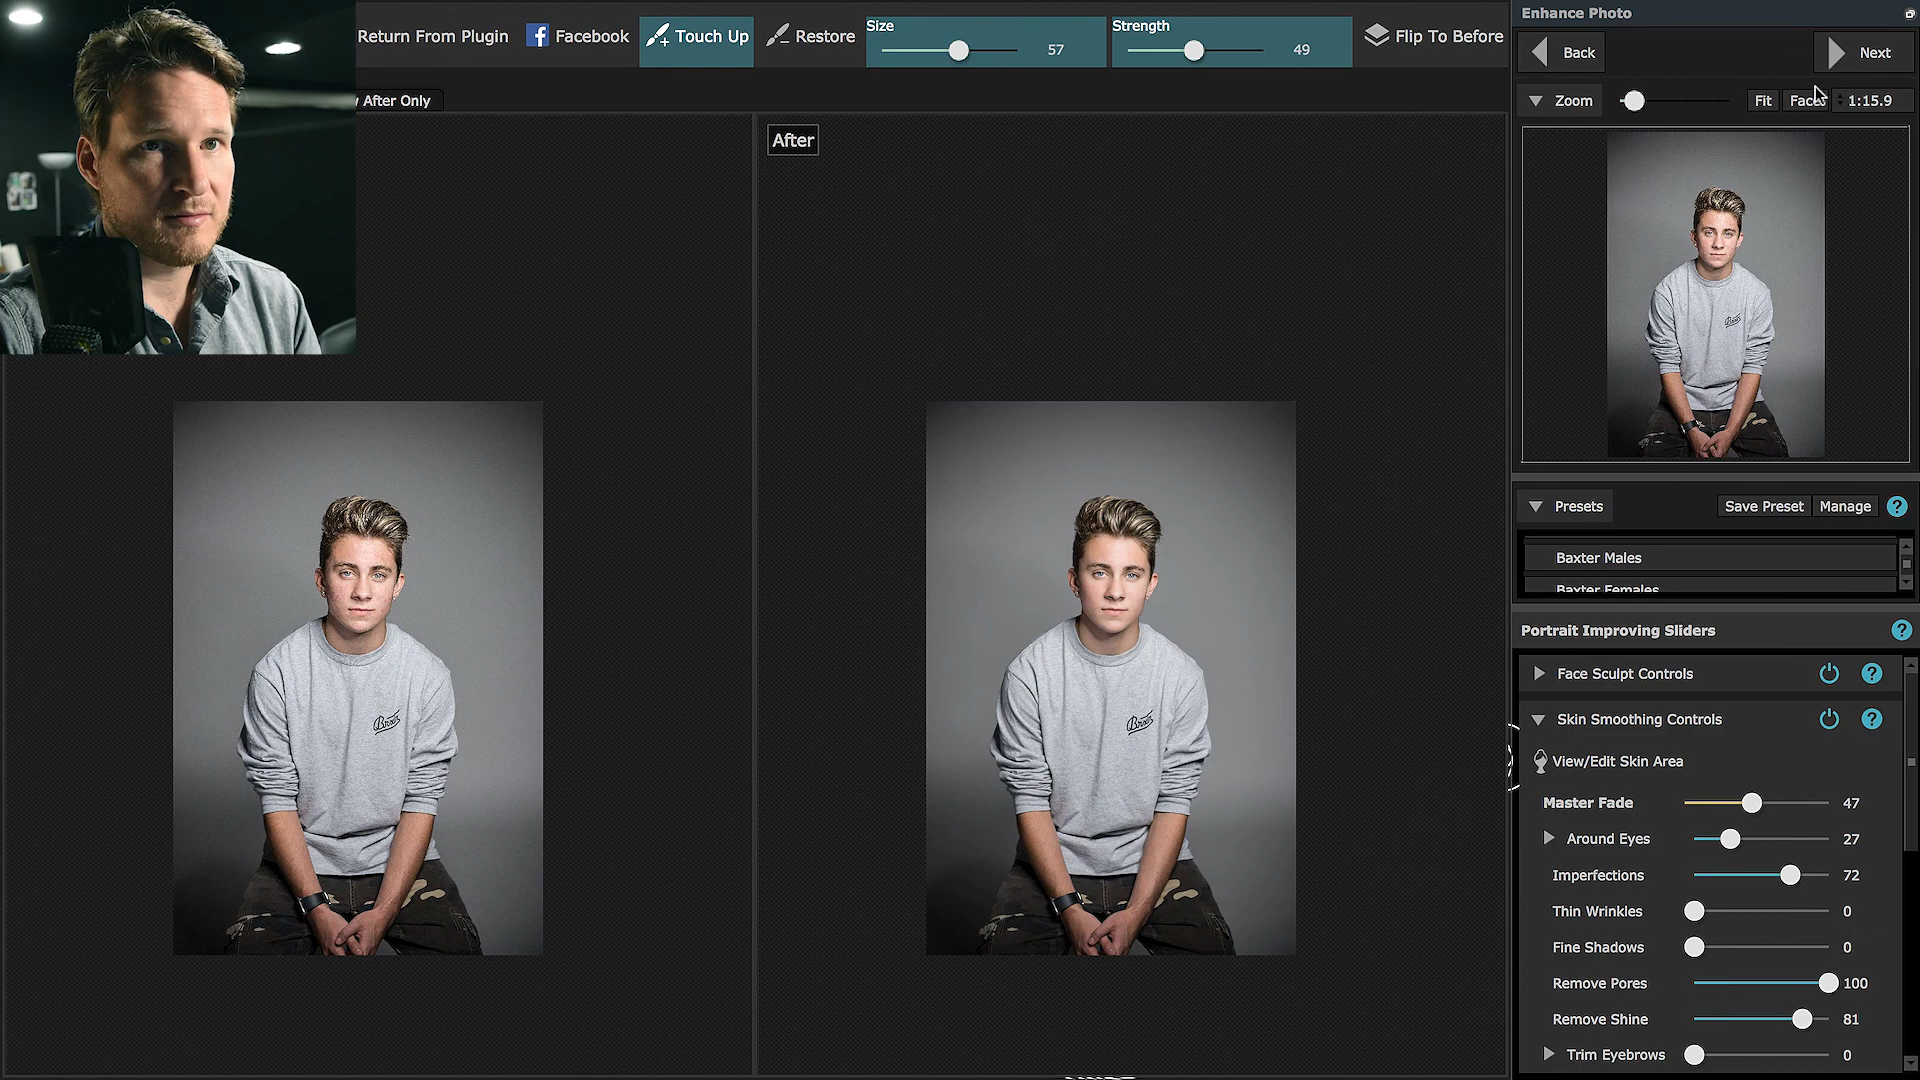 Return From Plugin
Facebook
Touch Up
Restore
Size
57
Strength
49
Flip To Before
After Only
After
Enhance Photo
Back
Next
Zoom
Fit
1:15.9
Presets
Save Preset
Manage
?
Baxter Males
Baxter Females
Portrait Improving Sliders
?
Face Sculpt Controls
?
Skin Smoothing Controls
?
View/Edit Skin Area
Master Fade
47
Around Eyes
27
Imperfections
72
Thin Wrinkles
0
Fine Shadows
0
Remove Pores
100
Remove Shine
81
Trim Eyebrows
0